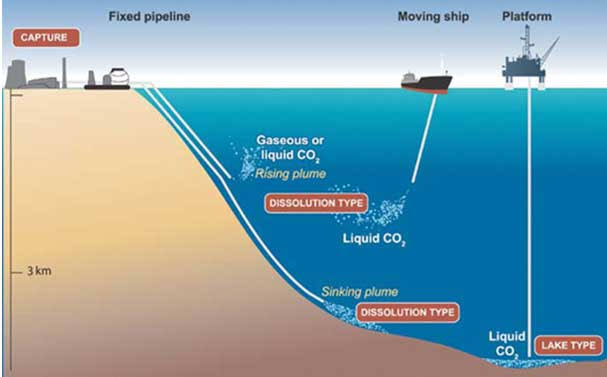 Fixed pipeline
Moving ship
Platform
CAPTURE
Gaseous or
liquid CO₂
Rising plume
DISSOLUTION TYPE
Liquid CO₂
3 km
Sinking plume
DISSOLUTION TYPE
Liquid
CO₂
LAKE TYPE